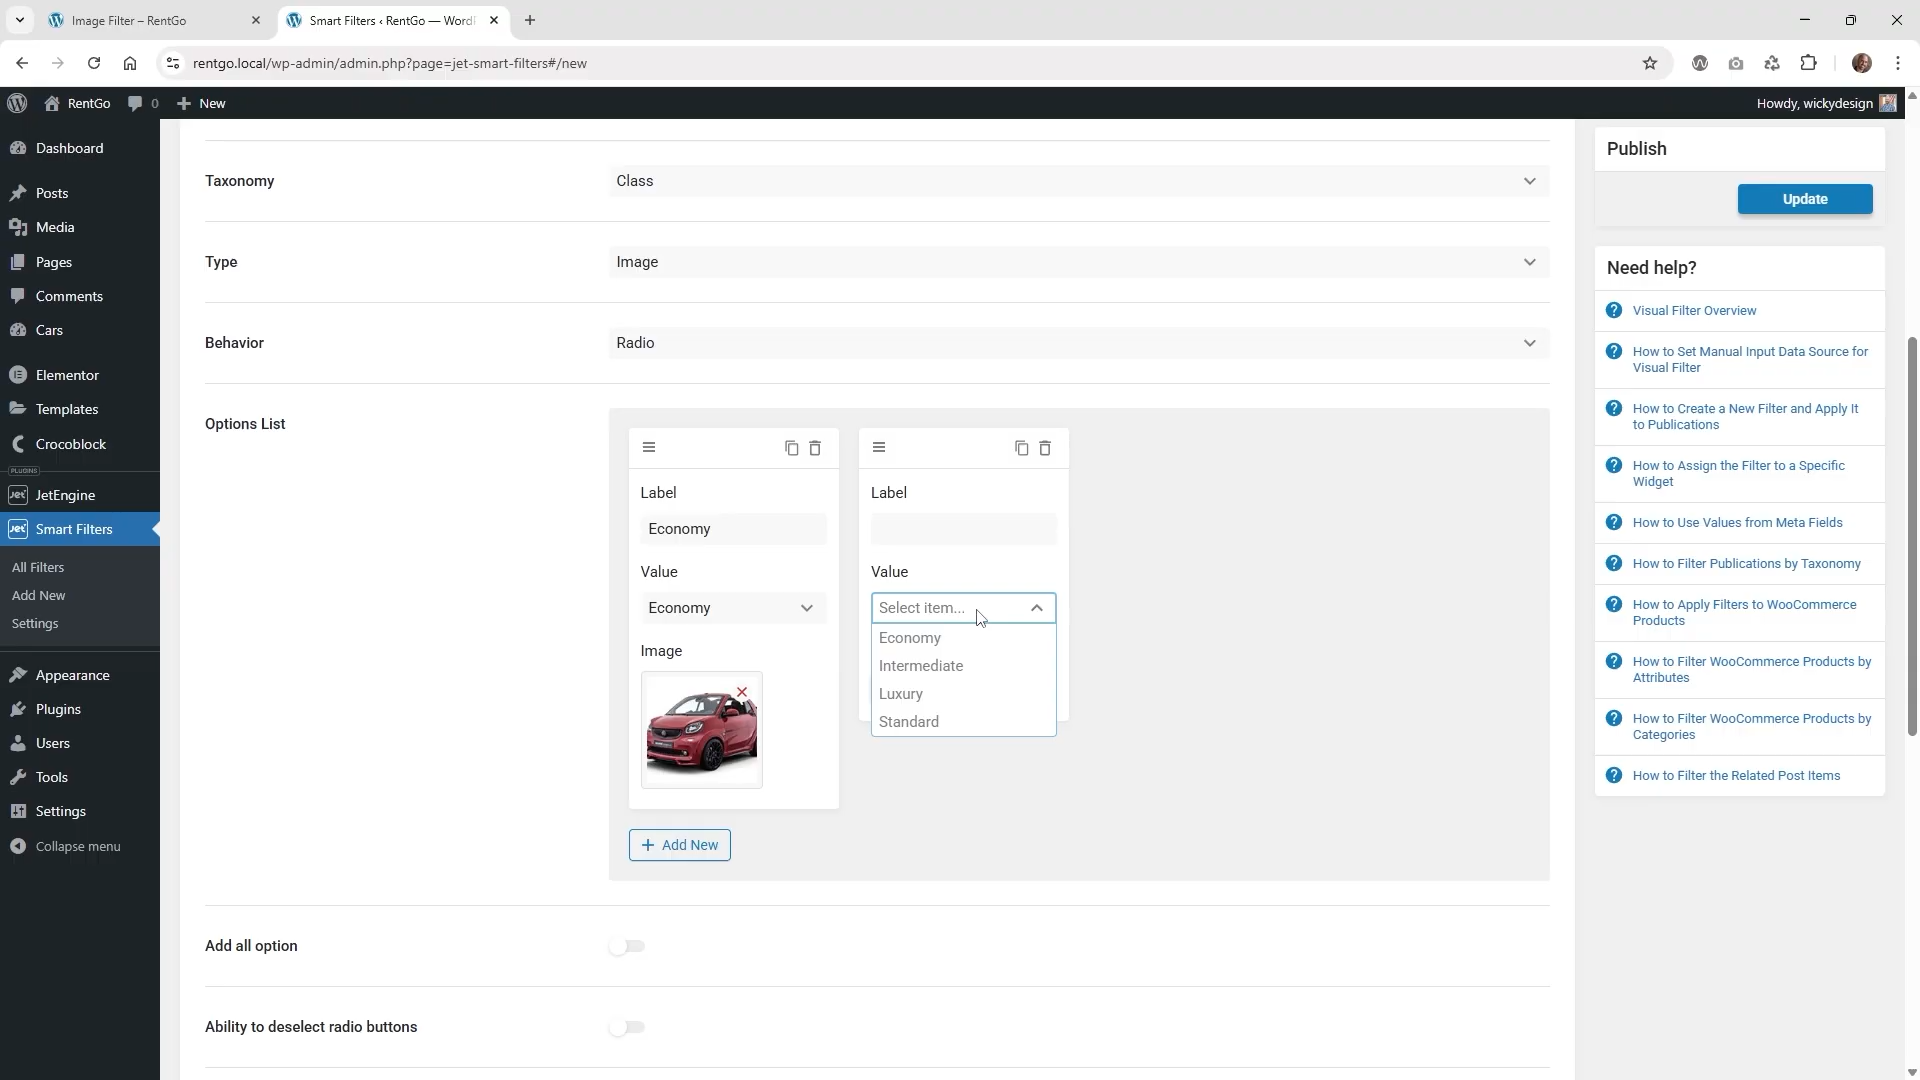 Image Filter – RentGo
Smart Filters ‹ RentGo — WordP
rentgo.local/wp-admin/admin.php?page=jet-smart-filters#/new
RentGo
0
New
Howdy, wickydesign
Dashboard
Posts
Media
Pages
Comments
Cars
Elementor
Templates
Crocoblock
PLUGINS
Jet JetEngine
Jet Smart Filters
All Filters
Add New
Settings
Appearance
Plugins
Users
Tools
Settings
Collapse menu
Taxonomy
Class
Type
Image
Behavior
Radio
Options List
Label
Economy
Value
Economy
Image
Label
Value
Select item...
Economy
Intermediate
Luxury
Standard
+ Add New
Add all option
Ability to deselect radio buttons
Publish
Update
Need help?
Visual Filter Overview
How to Set Manual Input Data Source for
Visual Filter
How to Create a New Filter and Apply It
to Publications
How to Assign the Filter to a Specific
Widget
How to Use Values from Meta Fields
How to Filter Publications by Taxonomy
How to Apply Filters to WooCommerce
Products
How to Filter WooCommerce Products by
Attributes
How to Filter WooCommerce Products by
Categories
How to Filter the Related Post Items